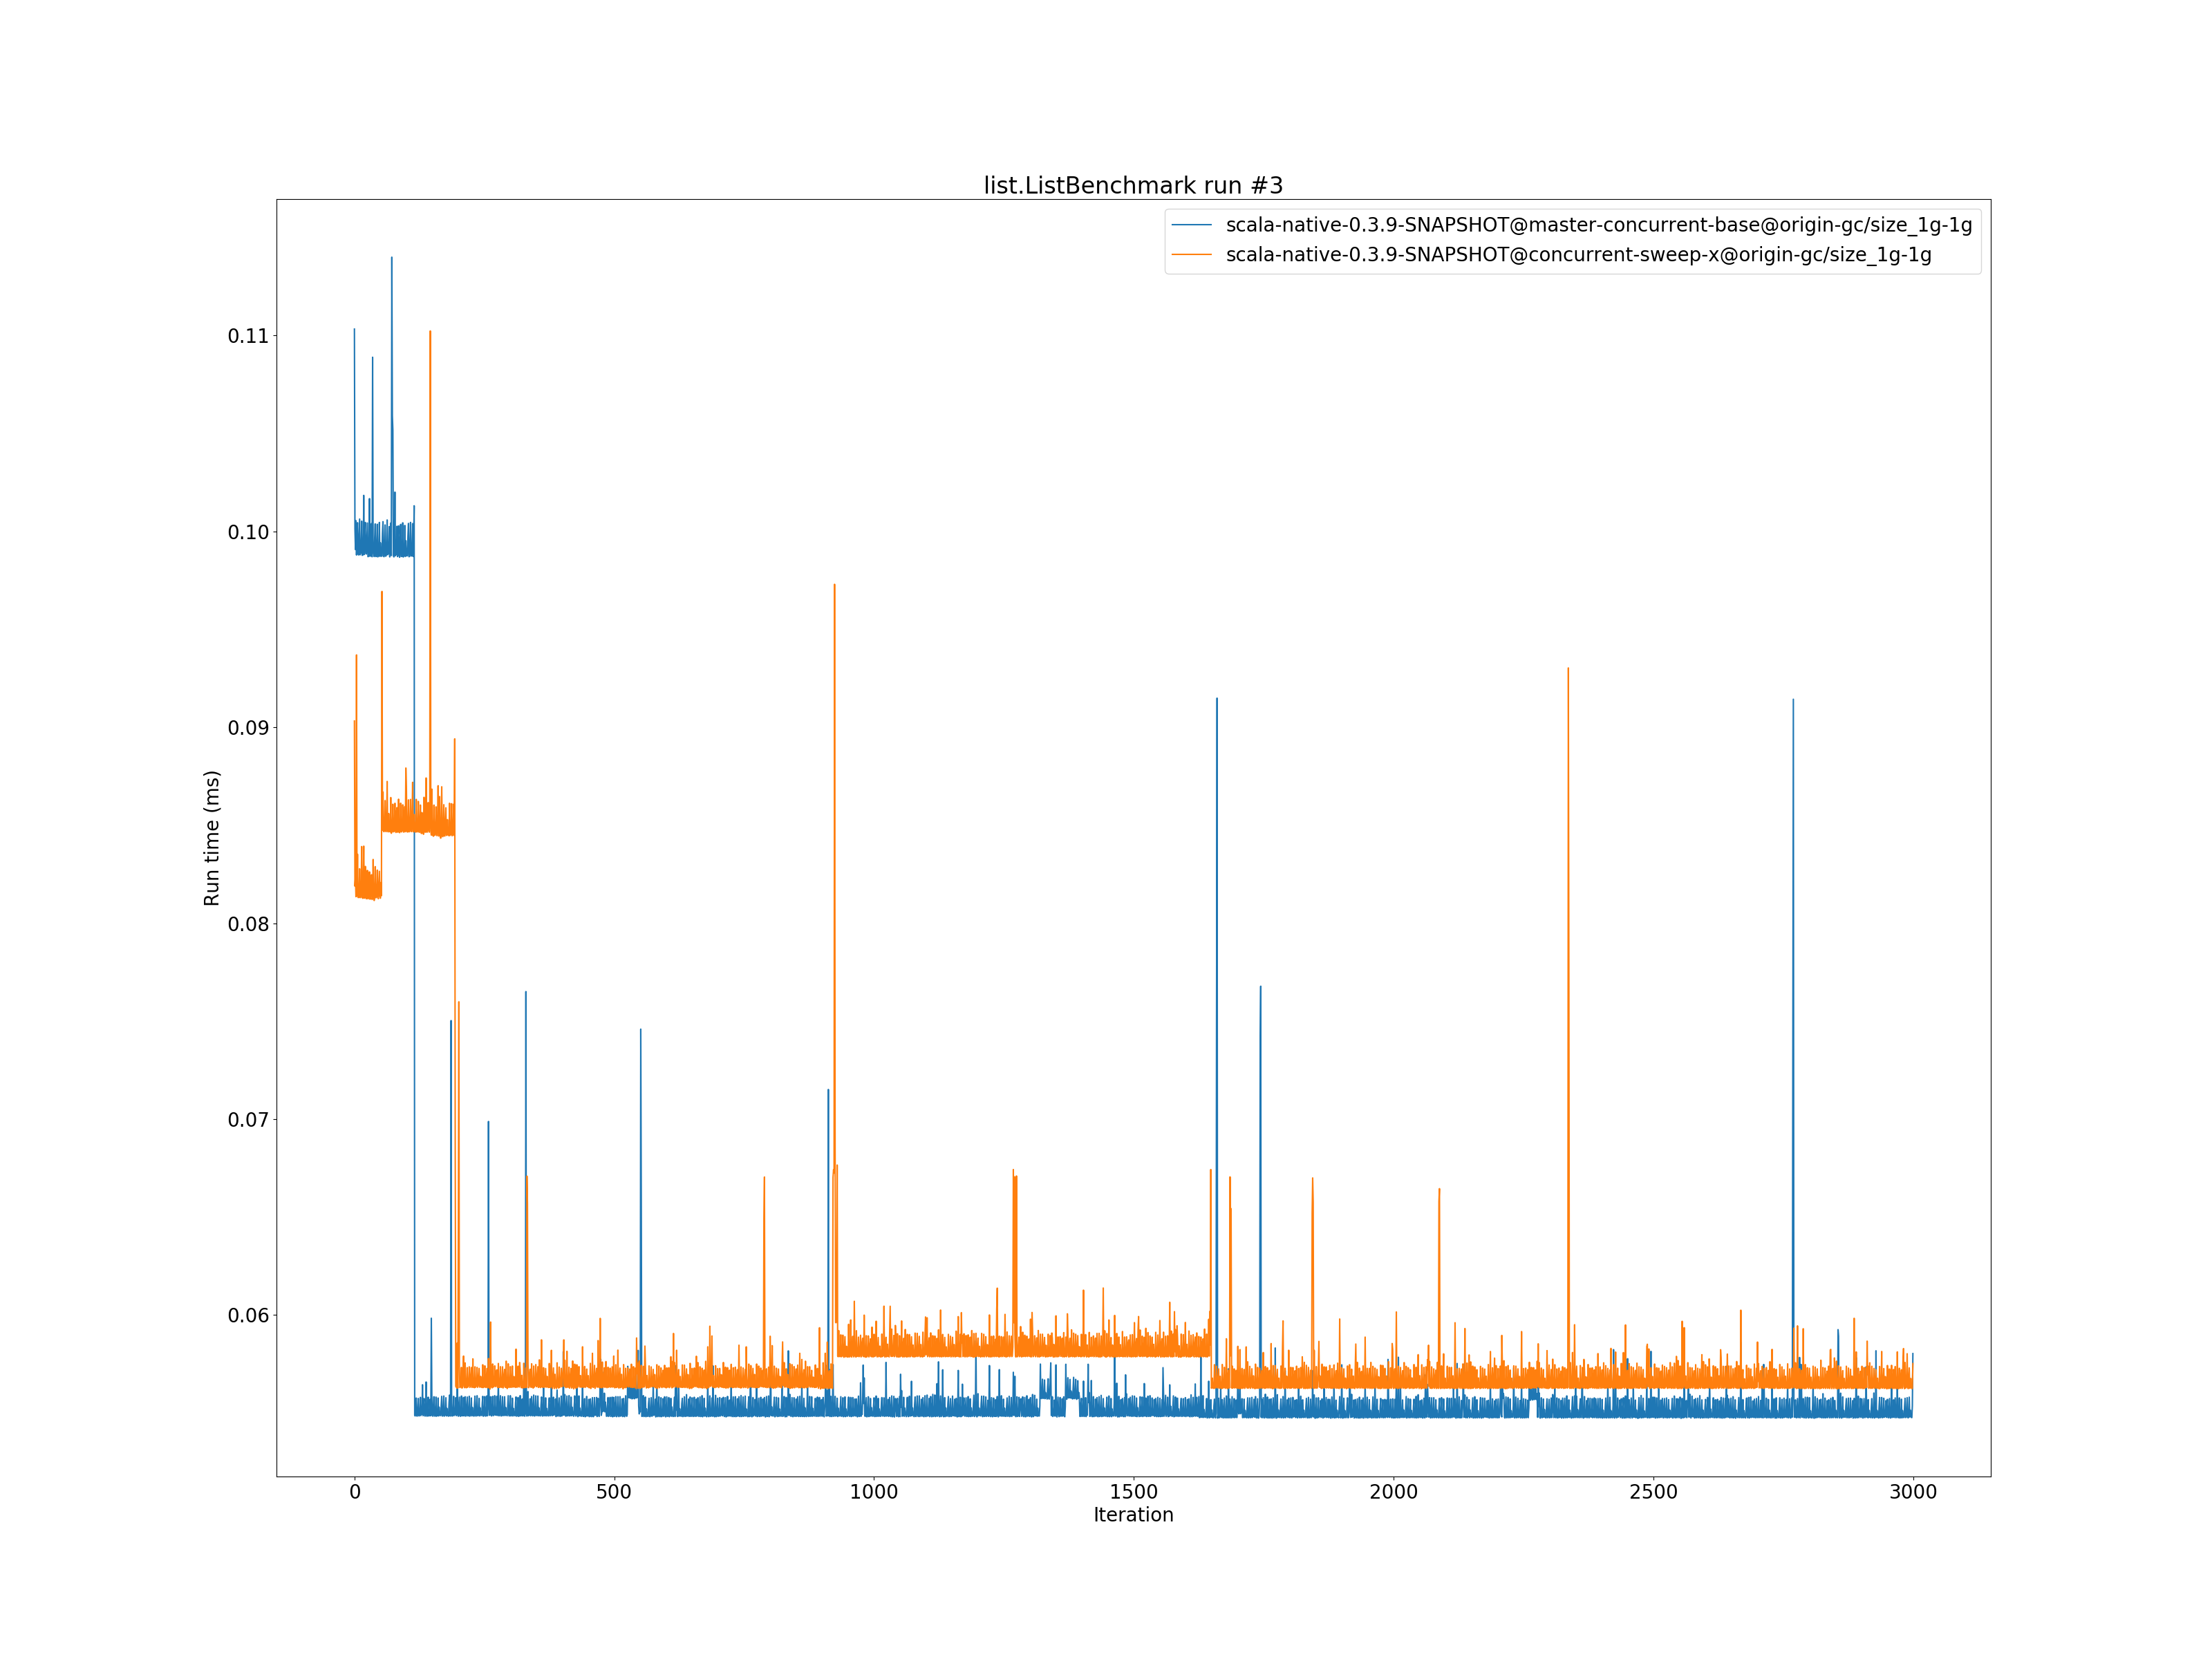 list.ListBenchmark run #3
scala-native-0.3.9-SNAPSHOT@master-concurrent-base@origin-gc/size_1g-1g
scala-native-0.3.9-SNAPSHOT@concurrent-sweep-x@origin-gc/size_1g-1g
0.11
0.10
0.09
0.08
0.07
0.06
Run time (ms)
0 500 1000 1500 2000 2500 3000
Iteration